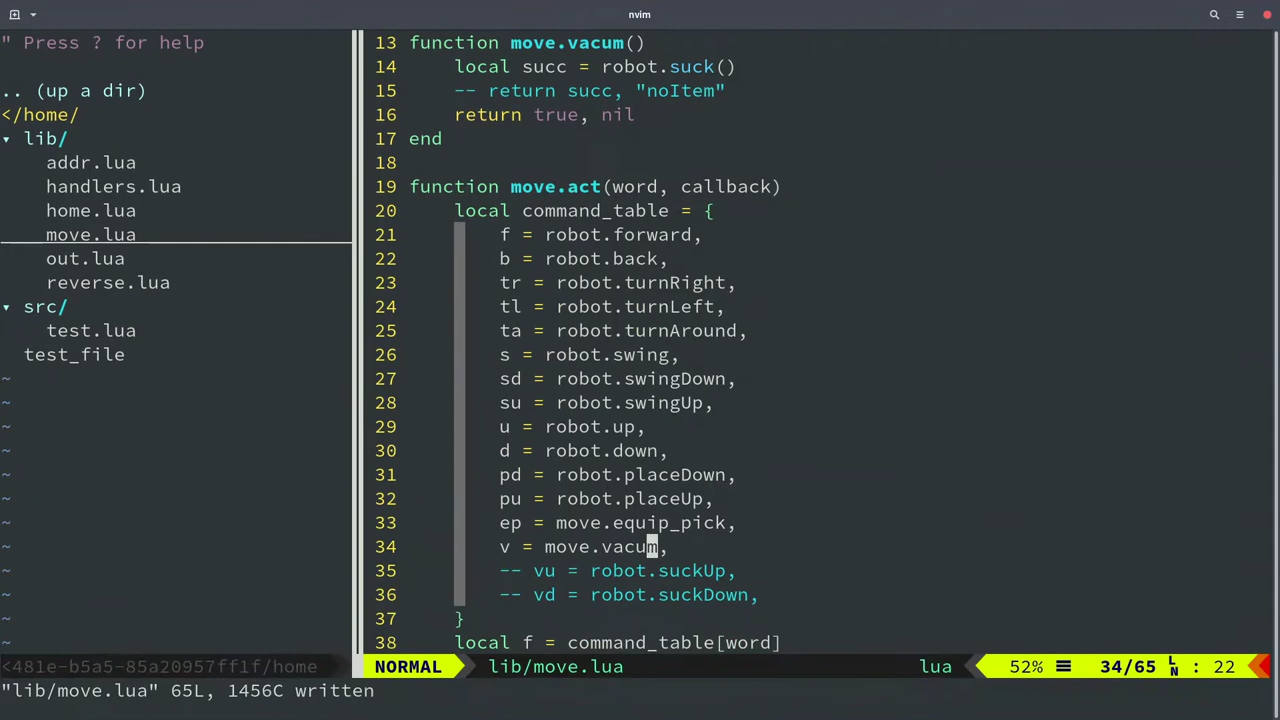 nvim
" Press ? for help
.. (up a dir)
</home/
▾ lib/
addr.lua
handlers.lua
home.lua
move.lua
out.lua
reverse.lua
▾ src/
test.lua
test_file
~
~
~
~
~
~
~
~
~
~
~
~
<481e-b5a5-85a20957ff1f/home
13 function move.vacum()
14 local succ = robot.suck()
15 -- return succ, "noItem"
16 return true, nil
17 end
18
19 function move.act(word, callback)
20 local command_table = {
21 f = robot.forward,
22 b = robot.back,
23 tr = robot.turnRight,
24 tl = robot.turnLeft,
25 ta = robot.turnAround,
26 s = robot.swing,
27 sd = robot.swingDown,
28 su = robot.swingUp,
29 u = robot.up,
30 d = robot.down,
31 pd = robot.placeDown,
32 pu = robot.placeUp,
33 ep = move.equip_pick,
34 v = move.vacum,
35 -- vu = robot.suckUp,
36 -- vd = robot.suckDown,
37 }
38 local f = command_table[word]
NORMAL lib/move.lua lua 52% ☰ 34/65 LN : 22
"lib/move.lua" 65L, 1456C written